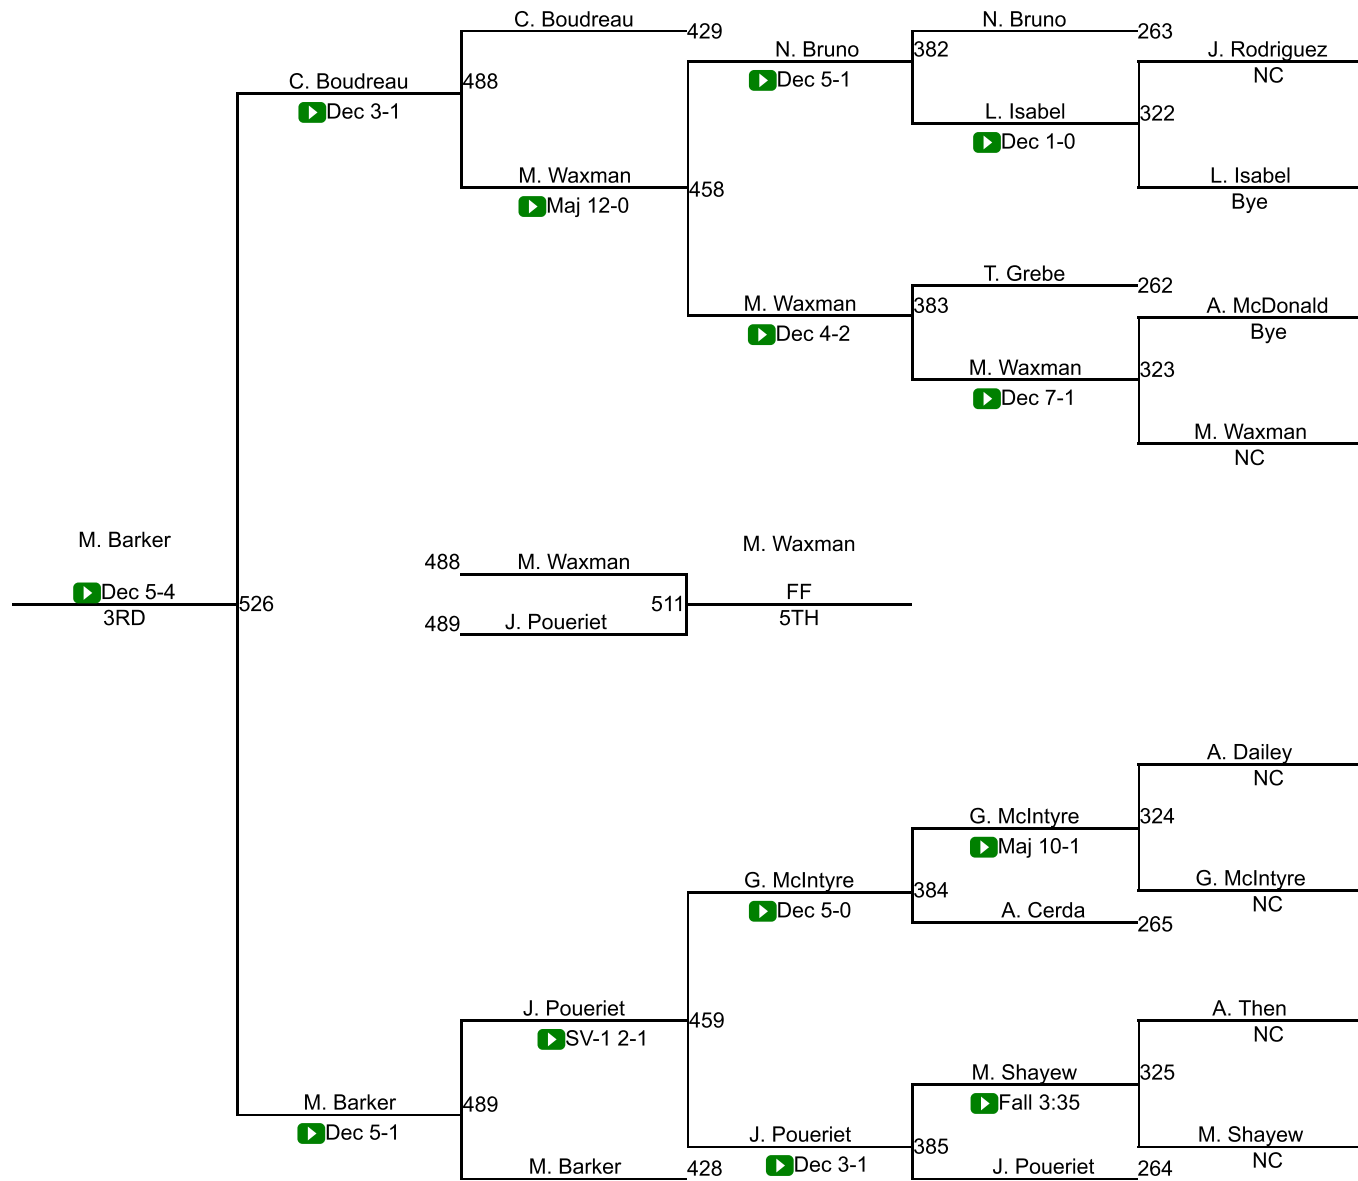 C. Boudreau
N. Bruno
429
263
N. Bruno
382
J. Rodriguez
C. Boudreau
488
Dec 5-1
NC
Dec 3-1
L. Isabel
322
Dec 1-0
M. Waxman
458
L. Isabel
Maj 12-0
Bye
T. Grebe
262
M. Waxman
383
A. McDonald
Dec 4-2
Bye
M. Waxman
323
Dec 7-1
M. Waxman
NC
M. Barker
M. Waxman
488
M. Waxman
Dec 5-4
FF
526
511
3RD
5TH
489
J. Poueriet
A. Dailey
NC
G. McIntyre
324
Maj 10-1
G. McIntyre
384
G. McIntyre
Dec 5-0
A. Cerda
NC
265
J. Poueriet
459
A. Then
SV-1 2-1
NC
M. Shayew
325
M. Barker
489
Fall 3:35
Dec 5-1
J. Poueriet
385
M. Shayew
M. Barker
428
Dec 3-1
J. Poueriet
264
NC